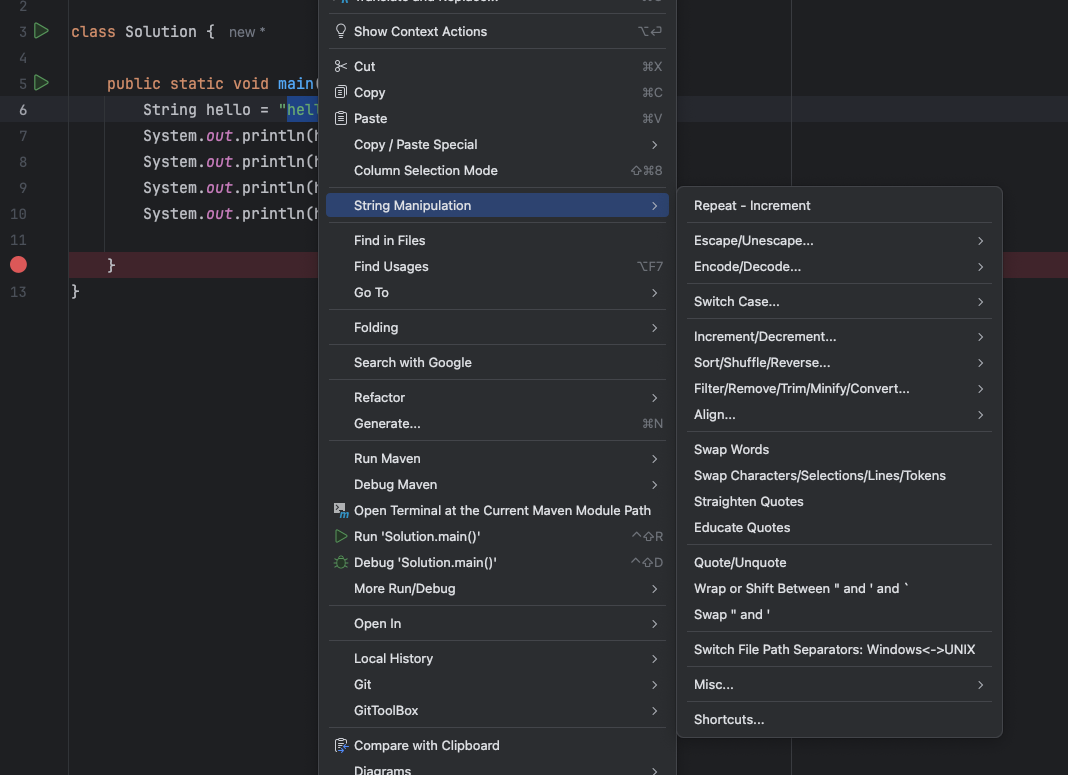 2
3 class Solution { new *
4
5 public static void main(
6 String hello = "hell
7 System.out.println(h
8 System.out.println(h
9 System.out.println(h
10 System.out.println(h
11
}
13 }
Translate and Replace...
Show Context Actions ⌥⏎
Cut ⌘X
Copy ⌘C
Paste ⌘V
Copy / Paste Special
Column Selection Mode ⇧⌘8
String Manipulation
Find in Files
Find Usages ⌥F7
Go To
Folding
Search with Google
Refactor
Generate... ⌘N
Run Maven
Debug Maven
Open Terminal at the Current Maven Module Path
Run 'Solution.main()' ^⇧R
Debug 'Solution.main()' ^⇧D
More Run/Debug
Open In
Local History
Git
GitToolBox
Compare with Clipboard
Diagrams
Repeat - Increment
Escape/Unescape...
Encode/Decode...
Switch Case...
Increment/Decrement...
Sort/Shuffle/Reverse...
Filter/Remove/Trim/Minify/Convert...
Align...
Swap Words
Swap Characters/Selections/Lines/Tokens
Straighten Quotes
Educate Quotes
Quote/Unquote
Wrap or Shift Between " and ' and `
Swap " and '
Switch File Path Separators: Windows<->UNIX
Misc...
Shortcuts...